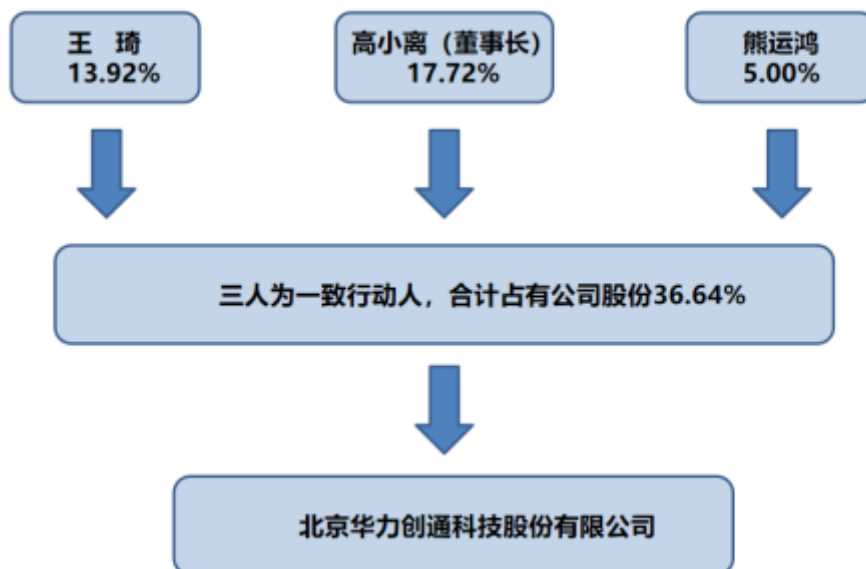 王 琦
13.92%
高小离（董事长）
17.72%
熊运鸿
5.00%
三人为一致行动人，合计占有公司股份36.64%
北京华力创通科技股份有限公司